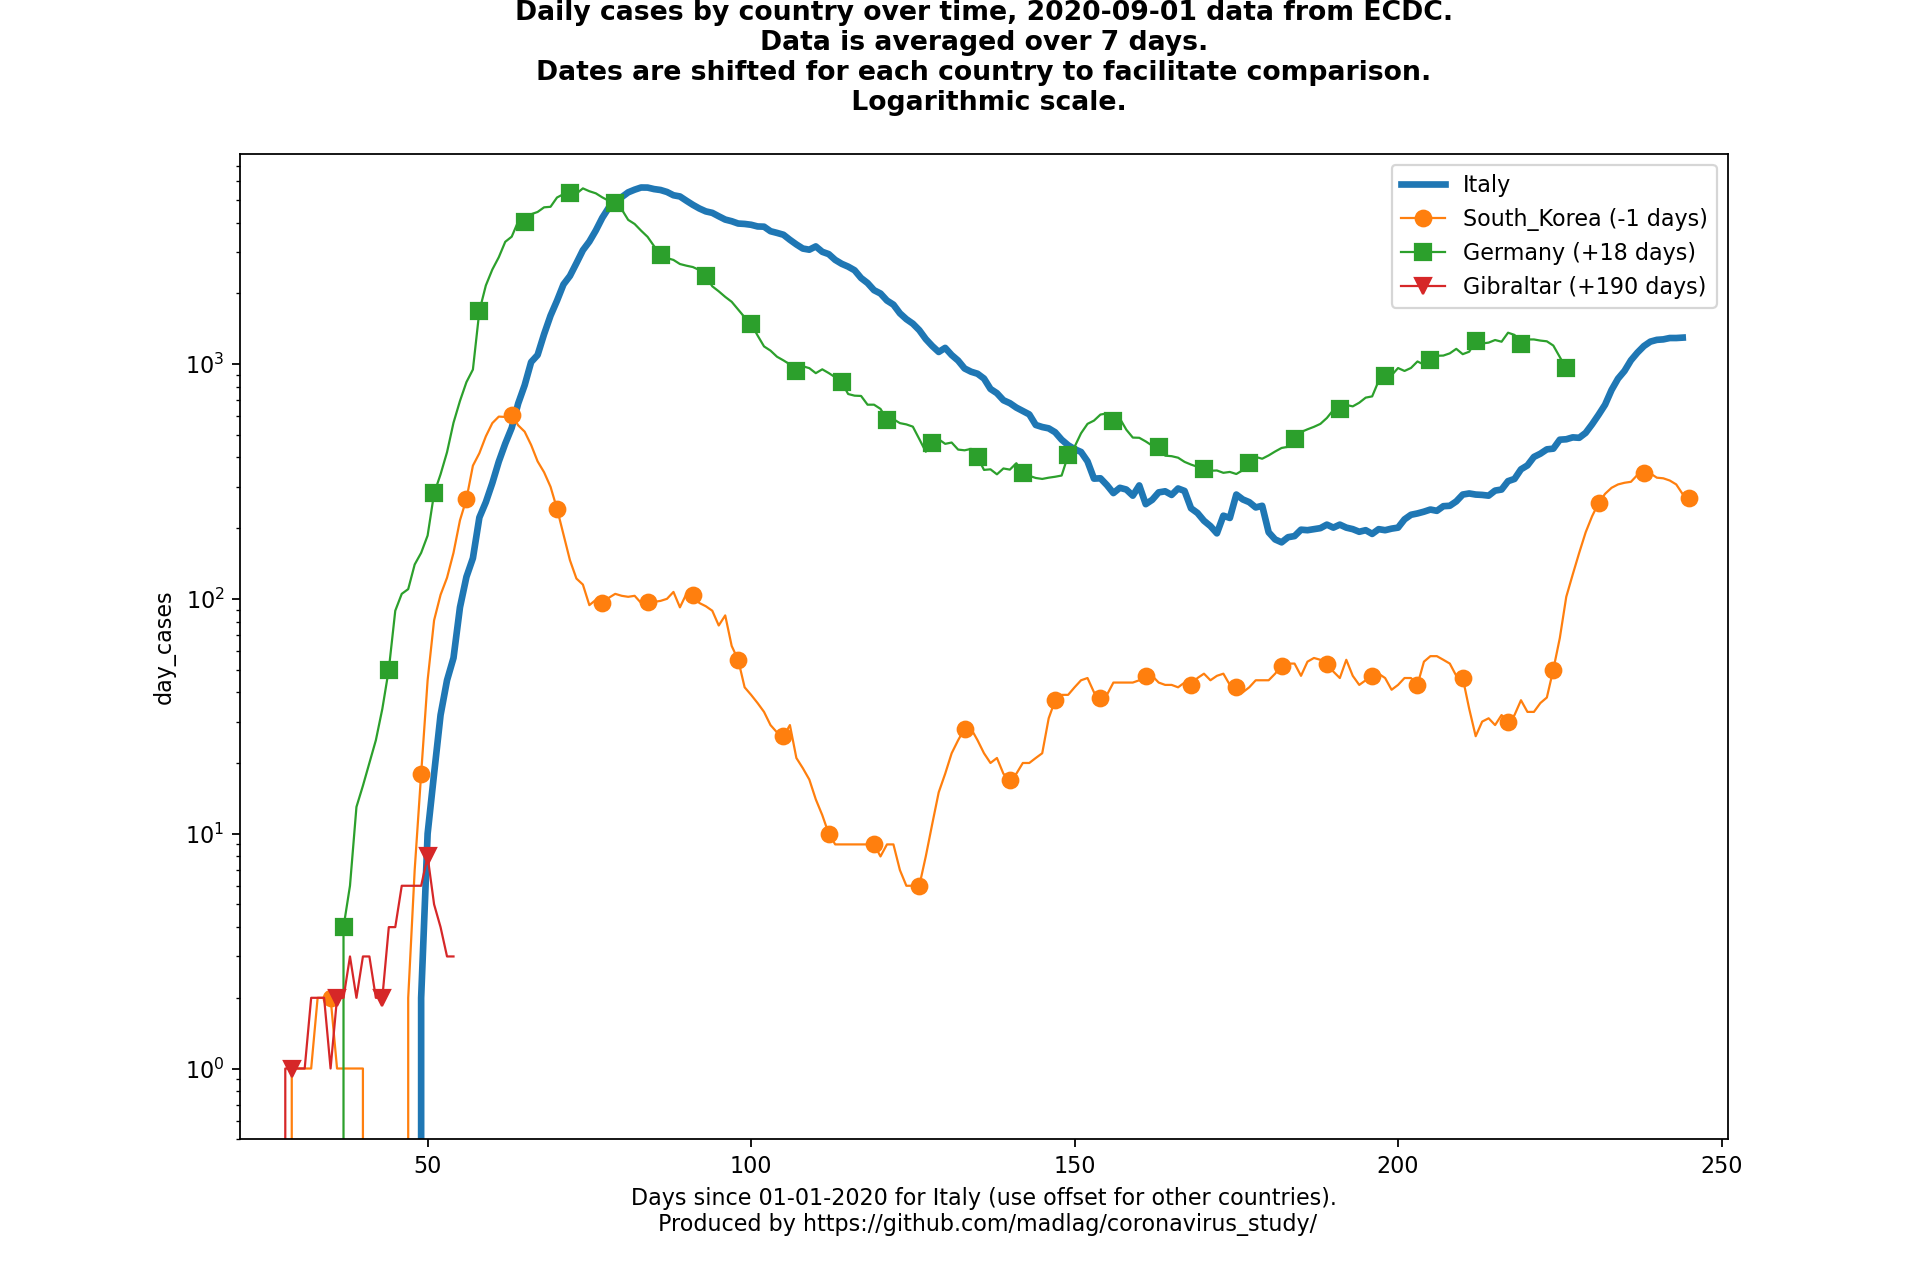 Daily cases by country over time, 2020-09-01 data from ECDC.
Data is averaged over 7 days.
Dates are shifted for each country to facilitate comparison.
Logarithmic scale.
Italy
South_Korea (-1 days)
Germany (+18 days)
Gibraltar (+190 days)
10³
10²
10¹
10⁰
day_cases
50
100
150
200
250
Days since 01-01-2020 for Italy (use offset for other countries).
Produced by https://github.com/madlag/coronavirus_study/